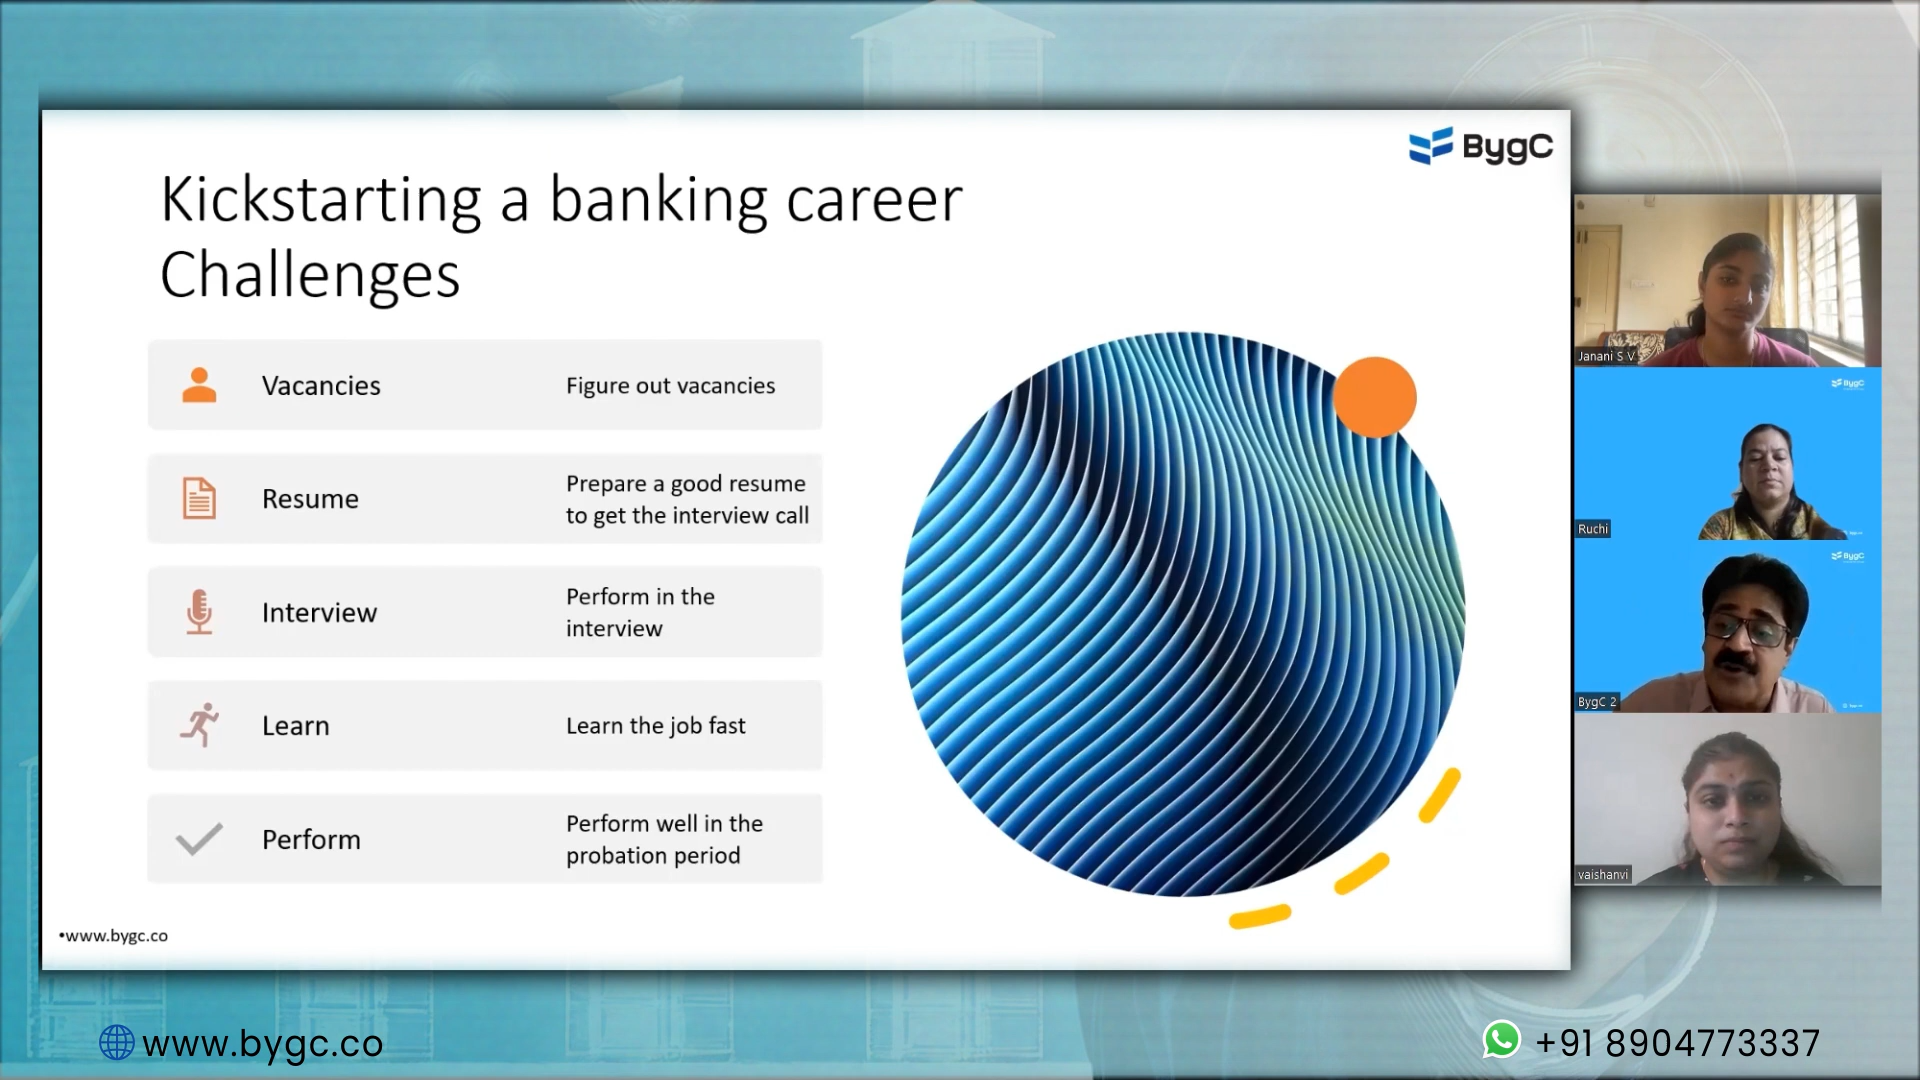 BygC
Kickstarting a banking career
Challenges
Vacancies
Figure out vacancies
Resume
Prepare a good resume
to get the interview call
Interview
Perform in the
interview
Learn
Learn the job fast
Perform
Perform well in the
probation period
•www.bygc.co
Janani S V
BygC
Ruchi
BygC
BygC 2
vaishanvi
www.bygc.co
+91 8904773337